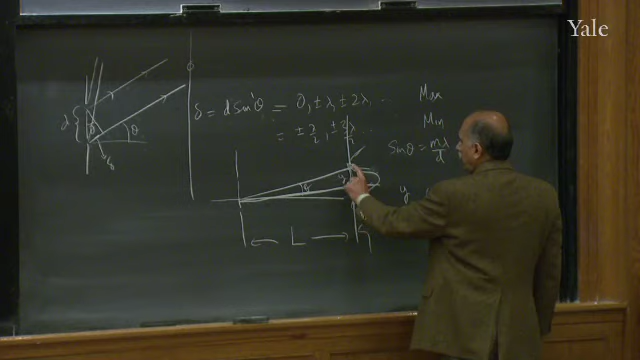 Yale
δ = d sin θ = 0, ±λ, ±2λ, ... Max
= ± λ/2, ± 3λ/2 ... Min
sin θ = mλ/d
d
θ
δ
θ
y
y
L